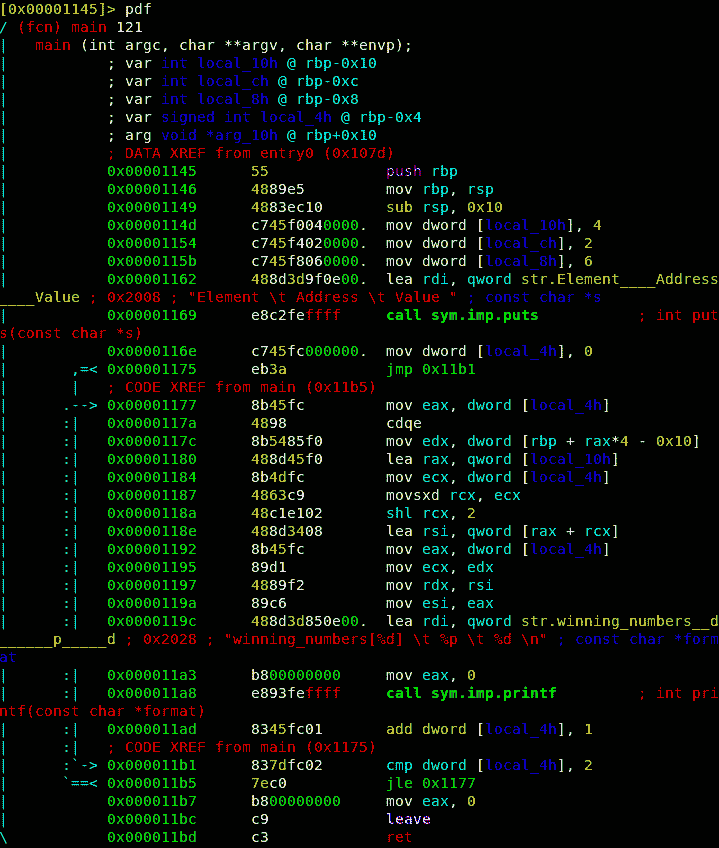 [0x00001145]> pdf
/ (fcn) main 121
|   main (int argc, char **argv, char **envp);
|           ; var int local_10h @ rbp-0x10
|           ; var int local_ch @ rbp-0xc
|           ; var int local_8h @ rbp-0x8
|           ; var signed int local_4h @ rbp-0x4
|           ; arg void *arg_10h @ rbp+0x10
|           ; DATA XREF from entry0 (0x107d)
|           0x00001145      55             push rbp
|           0x00001146      4889e5         mov rbp, rsp
|           0x00001149      4883ec10       sub rsp, 0x10
|           0x0000114d      c745f0040000.  mov dword [local_10h], 4
|           0x00001154      c745f4020000.  mov dword [local_ch], 2
|           0x0000115b      c745f8060000.  mov dword [local_8h], 6
|           0x00001162      488d3d9f0e00.  lea rdi, qword str.Element____Address
____Value ; 0x2008 ; "Element \t Address \t Value " ; const char *s
|           0x00001169      e8c2feffff     call sym.imp.puts           ; int put
s(const char *s)
|           0x0000116e      c745fc000000.  mov dword [local_4h], 0
|       ,=< 0x00001175      eb3a           jmp 0x11b1
|       |   ; CODE XREF from main (0x11b5)
|      .--> 0x00001177      8b45fc         mov eax, dword [local_4h]
|      :|   0x0000117a      4898           cdqe
|      :|   0x0000117c      8b5485f0       mov edx, dword [rbp + rax*4 - 0x10]
|      :|   0x00001180      488d45f0       lea rax, qword [local_10h]
|      :|   0x00001184      8b4dfc         mov ecx, dword [local_4h]
|      :|   0x00001187      4863c9         movsxd rcx, ecx
|      :|   0x0000118a      48c1e102       shl rcx, 2
|      :|   0x0000118e      488d3408       lea rsi, qword [rax + rcx]
|      :|   0x00001192      8b45fc         mov eax, dword [local_4h]
|      :|   0x00001195      89d1           mov ecx, edx
|      :|   0x00001197      4889f2         mov rdx, rsi
|      :|   0x0000119a      89c6           mov esi, eax
|      :|   0x0000119c      488d3d850e00.  lea rdi, qword str.winning_numbers__d
______p_____d ; 0x2028 ; "winning_numbers[%d] \t %p \t %d \n" ; const char *form
at
|      :|   0x000011a3      b800000000     mov eax, 0
|      :|   0x000011a8      e893feffff     call sym.imp.printf         ; int pri
ntf(const char *format)
|      :|   0x000011ad      8345fc01       add dword [local_4h], 1
|      :|   ; CODE XREF from main (0x1175)
|      :`-> 0x000011b1      837dfc02       cmp dword [local_4h], 2
|      `==< 0x000011b5      7ec0           jle 0x1177
|           0x000011b7      b800000000     mov eax, 0
|           0x000011bc      c9             leave
\           0x000011bd      c3             ret